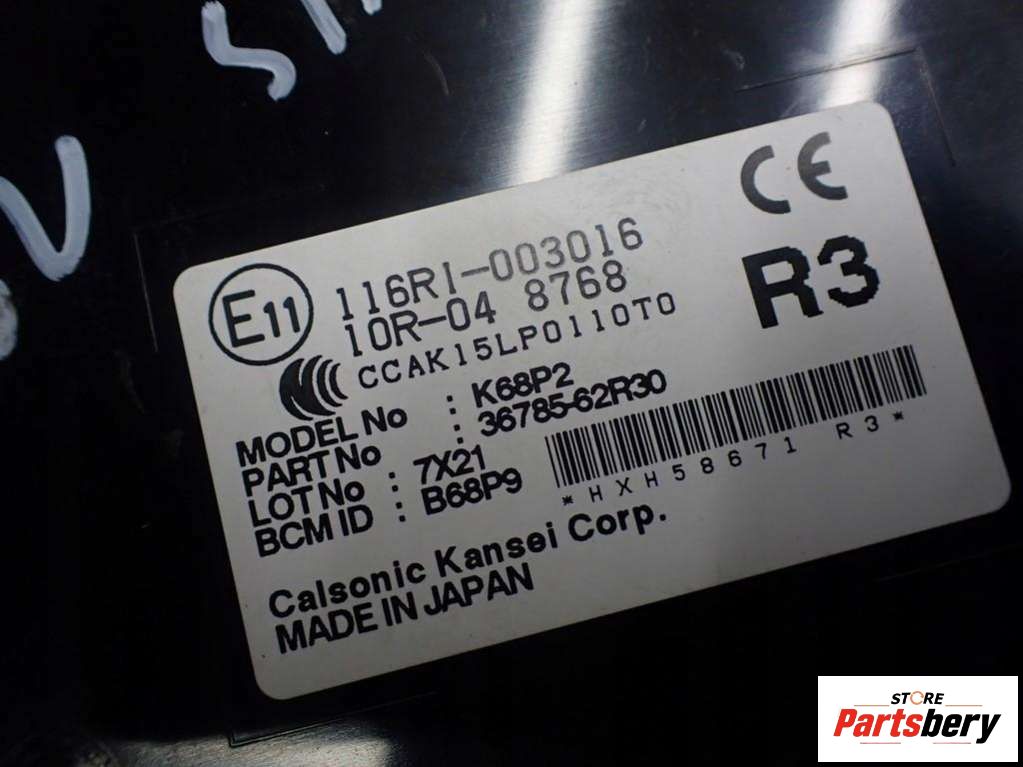 CE
E11
116RI-003016
10R-04 8768
R3
CCAK15LP0110T0
MODEL No : K68P2
PART No : 36785-62R30
LOT No : 7X21
BCM ID : B68P9
*HXH58671 R3*
Calsonic Kansei Corp.
MADE IN JAPAN
STORE
Partsbery